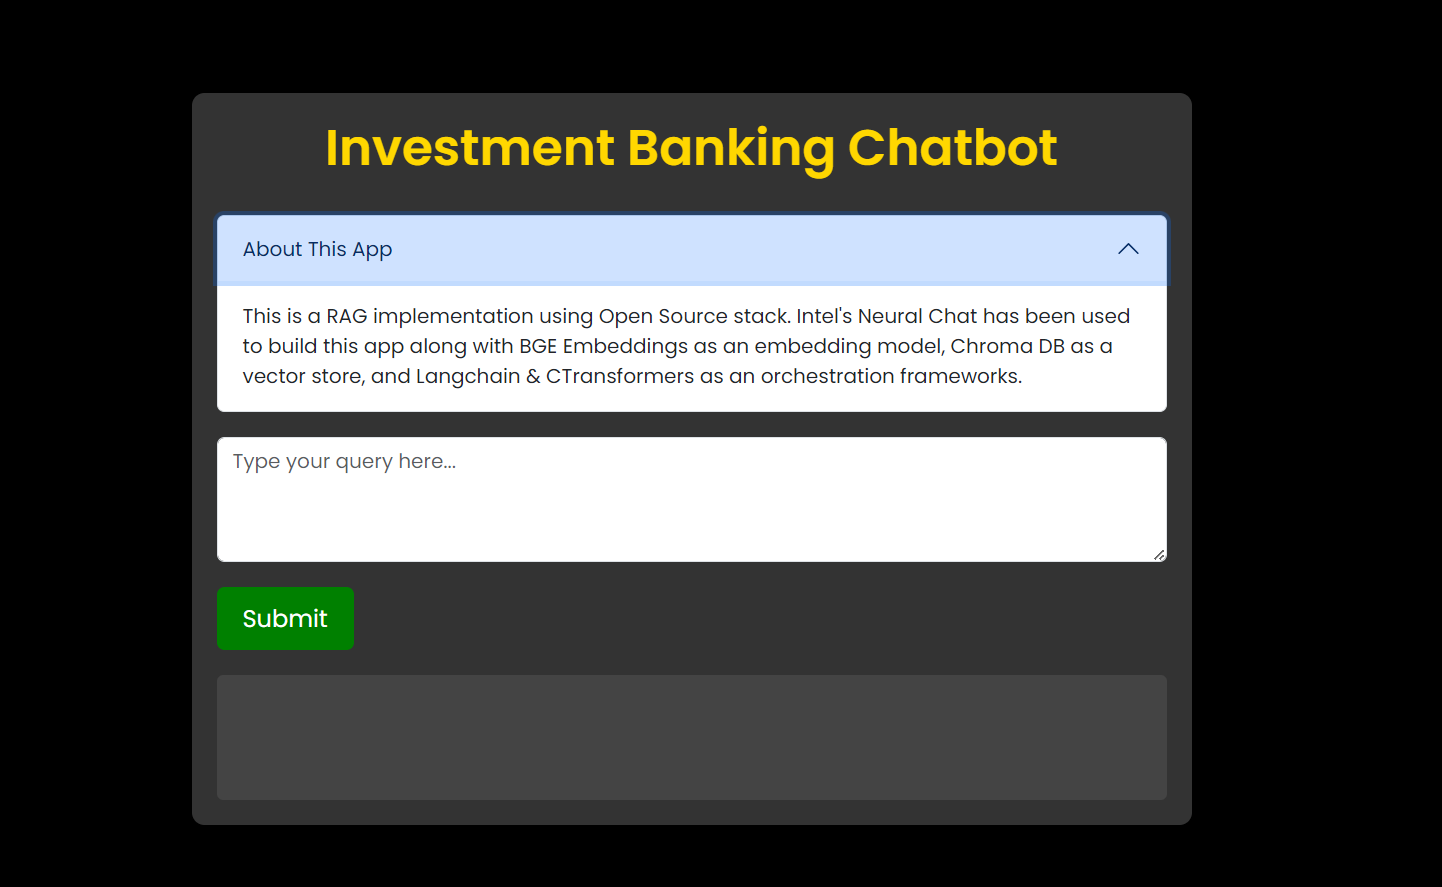 Investment Banking Chatbot
About This App
This is a RAG implementation using Open Source stack. Intel's Neural Chat has been used
to build this app along with BGE Embeddings as an embedding model, Chroma DB as a
vector store, and Langchain & CTransformers as an orchestration frameworks.
Type your query here...
Submit